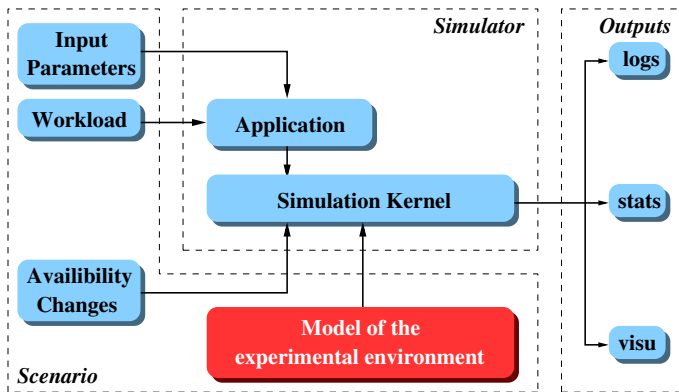 Input
Parameters
Simulator
Outputs
logs
Workload
Application
Simulation Kernel
stats
Availibility
Changes
Model of the
experimental environment
visu
Scenario